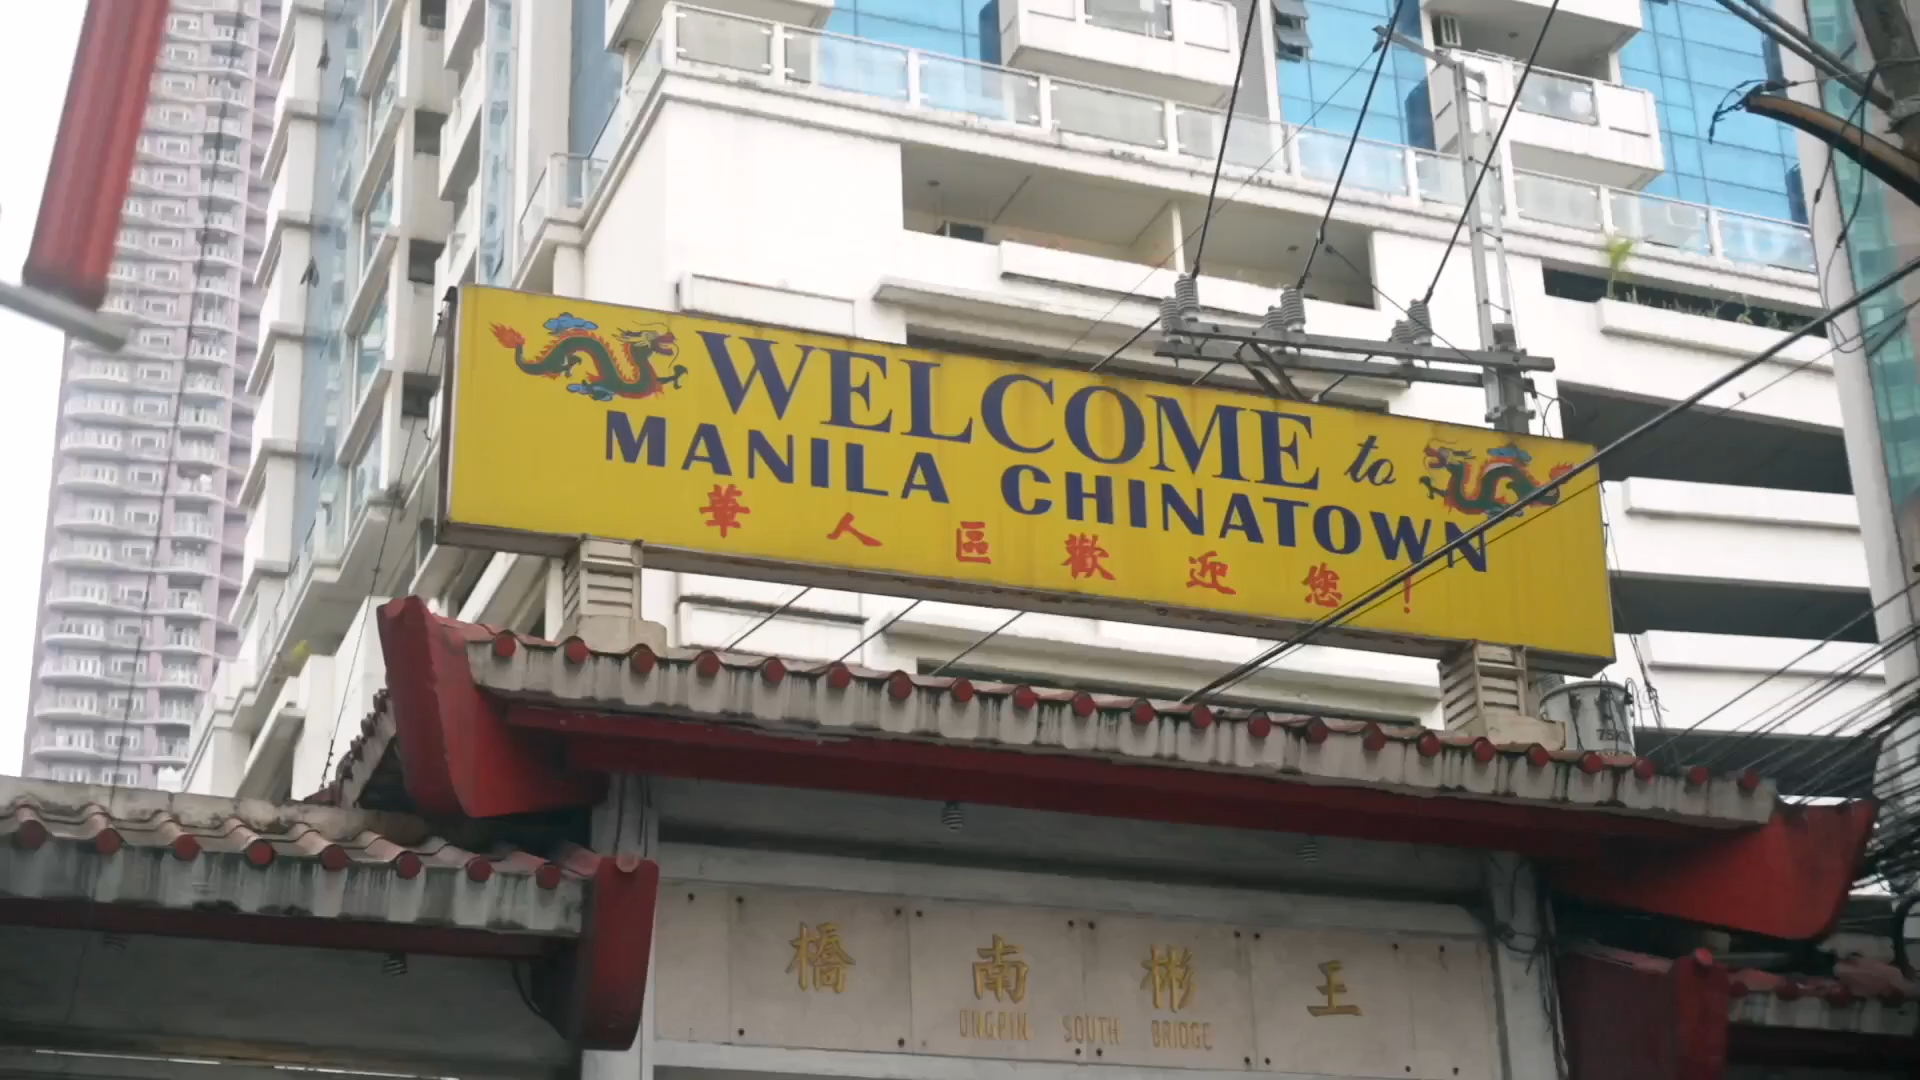 WELCOME to
MANILA CHINATOWN
華人區歡迎您!
橋南彬王
ONGPIN SOUTH BRIDGE